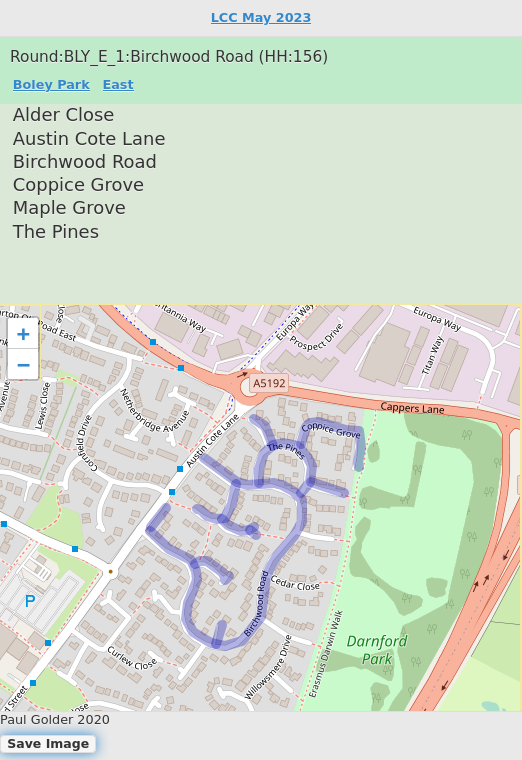 LCC May 2023
Round:BLY_E_1:Birchwood Road (HH:156)
Boley Park East
Alder Close
Austin Cote Lane
Birchwood Road
Coppice Grove
Maple Grove
The Pines
+
−
Britannia Way
Road East
Europa Way
Prospect Drive
Europa Way
Titan Way
A5192
Cappers Lane
Lewis Close
Netherbridge Avenue
Austin Cote Lane
Coppice Grove
The Pines
Cedar Close
Birchwood Road
P
Curlew Close
Willowsmere Drive
Erasmus Darwin Walk
Darnford
Park
Street
Paul Golder 2020
Save Image